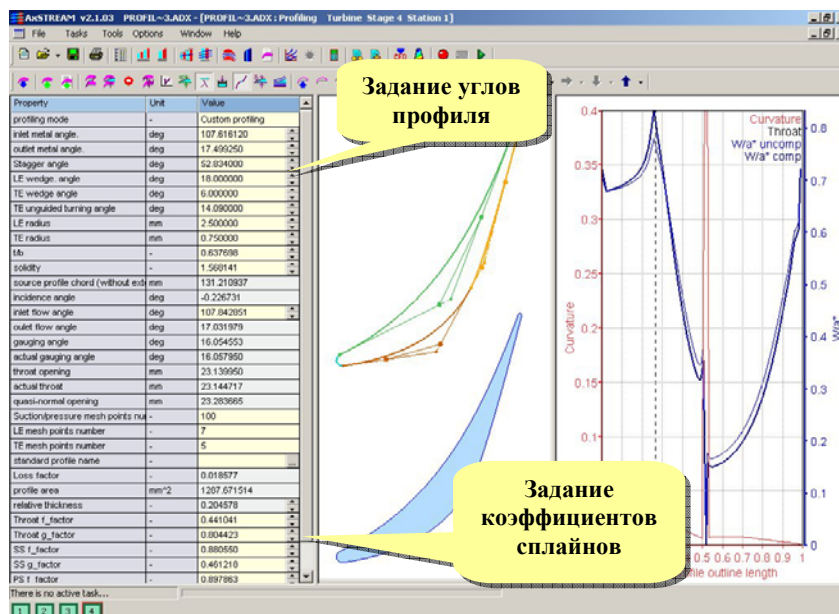 AxSTREAM v2.1.03 PROFIL~3.ADX - [PROFIL~3.ADX : Profiling Turbine Stage 4 Station 1]
File Tasks Tools Options Window Help
Property Unit Value
profiling mode - Custom profiling
inlet metal angle. deg 107.616120
outlet metal angle. deg 17.499250
Stagger angle deg 52.834000
LE wedge. angle deg 18.000000
TE wedge angle deg 6.000000
TE unguided turning angle deg 14.090000
LE radius mm 2.500000
TE radius mm 0.750000
t/b - 0.637698
solidity - 1.568141
source profile chord (without ext mm 131.210937
incidence angle deg -0.226731
inlet flow angle deg 107.842851
oulet flow angle deg 17.031979
gauging angle deg 16.054553
actual gauging angle deg 16.057950
throat opening mm 23.139950
actual throat mm 23.144717
quasi-normal opening mm 23.283665
Suction/pressure mesh points nu - 100
LE mesh points number - 7
TE mesh points number - 5
standard profile name - ...
Loss factor - 0.018577
profile area mm^2 1207.671514
relative thickness - 0.204578
Throat f_factor - 0.441041
Throat g_factor - 0.804423
SS f_factor - 0.880550
SS g_factor - 0.461218
PS f_factor - 0.897863
There is no active task...
1 2 3 4
Задание углов
профиля
Задание
коэффициентов
сплайнов
Curvature
Throat
W/a* uncomp
W/a* comp
0.4
0.35
0.3
0.25
0.2
0.15
0.1
Curvature
0.8
0.7
0.6
0.5
0.4
0.3
0.2
0.1
0
W/a*
0.5 0.6 0.7 0.8 0.9 1
file outline length